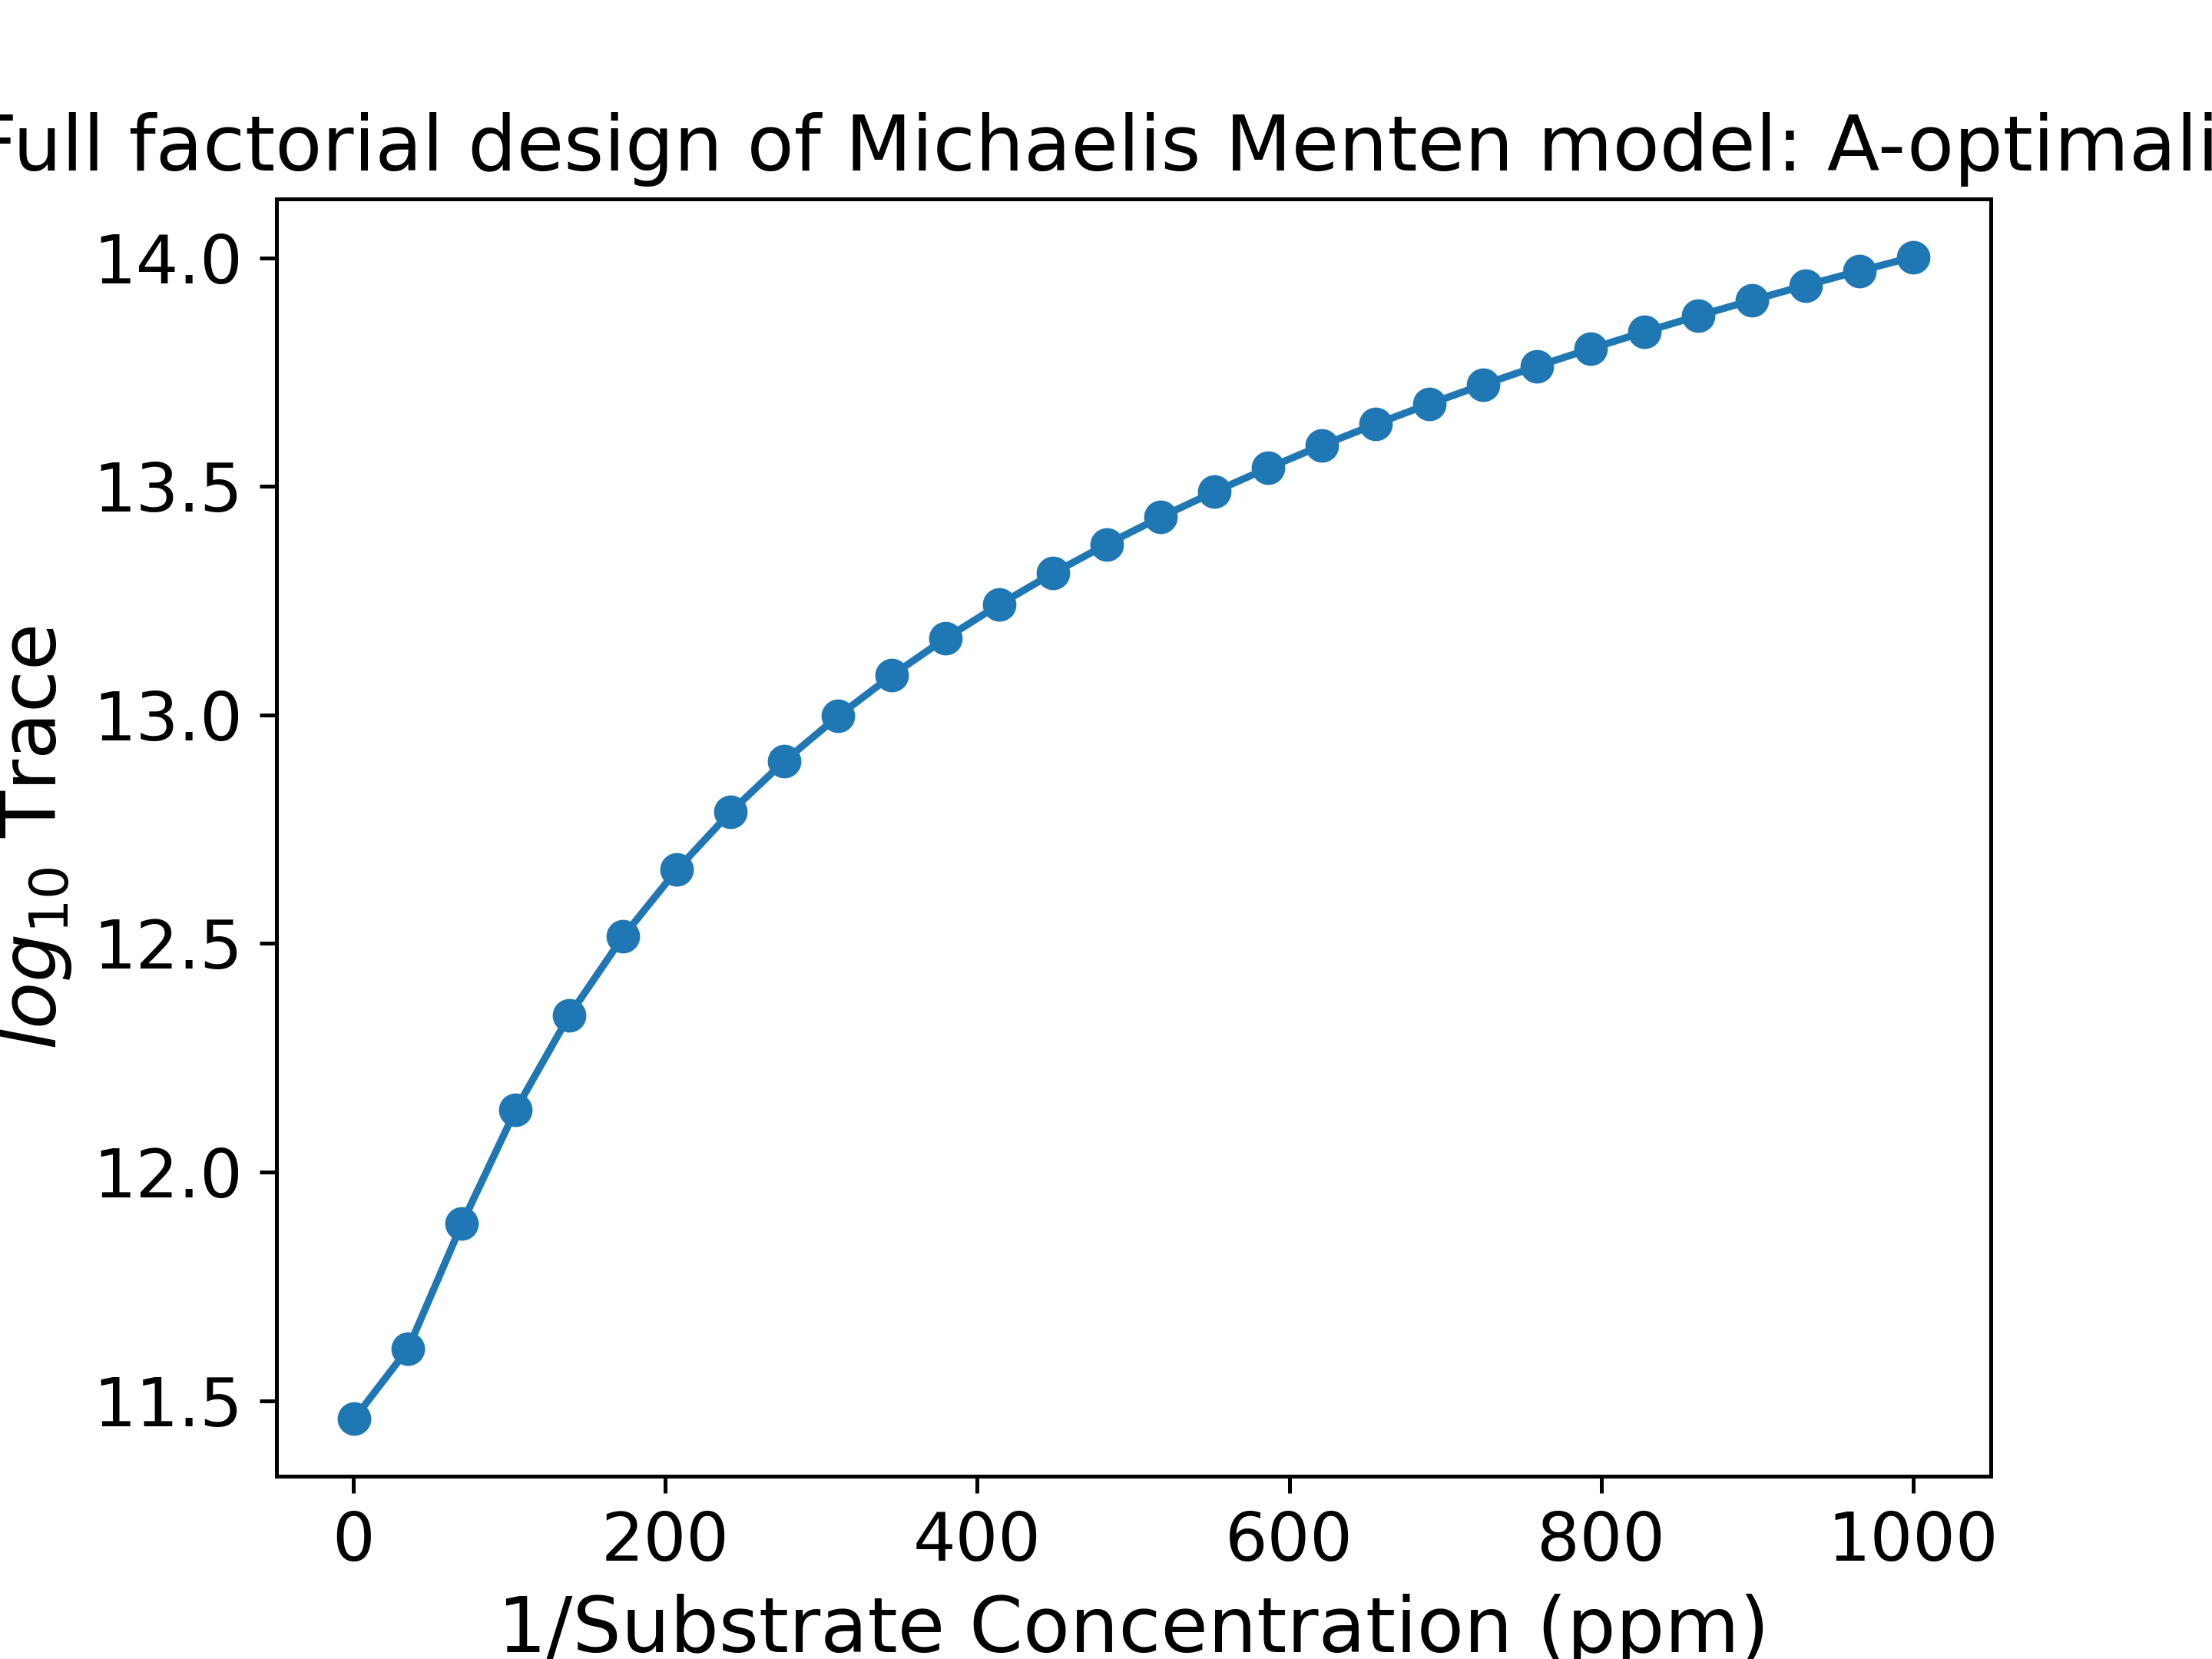 Full factorial design of Michaelis Menten model: A-optimali
14.0
13.5
13.0
12.5
12.0
11.5
log10 Trace
0 200 400 600 800 1000
1/Substrate Concentration (ppm)